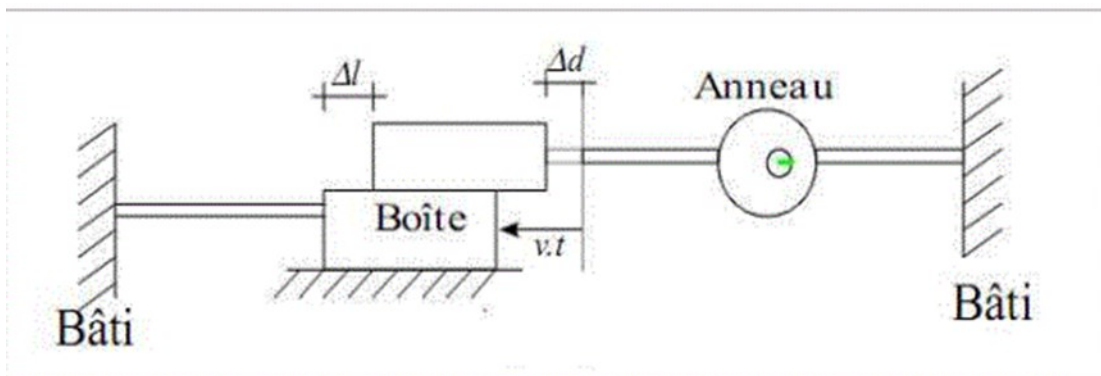 Δl
Δd
Anneau
Boîte
v.t
Bâti
Bâti